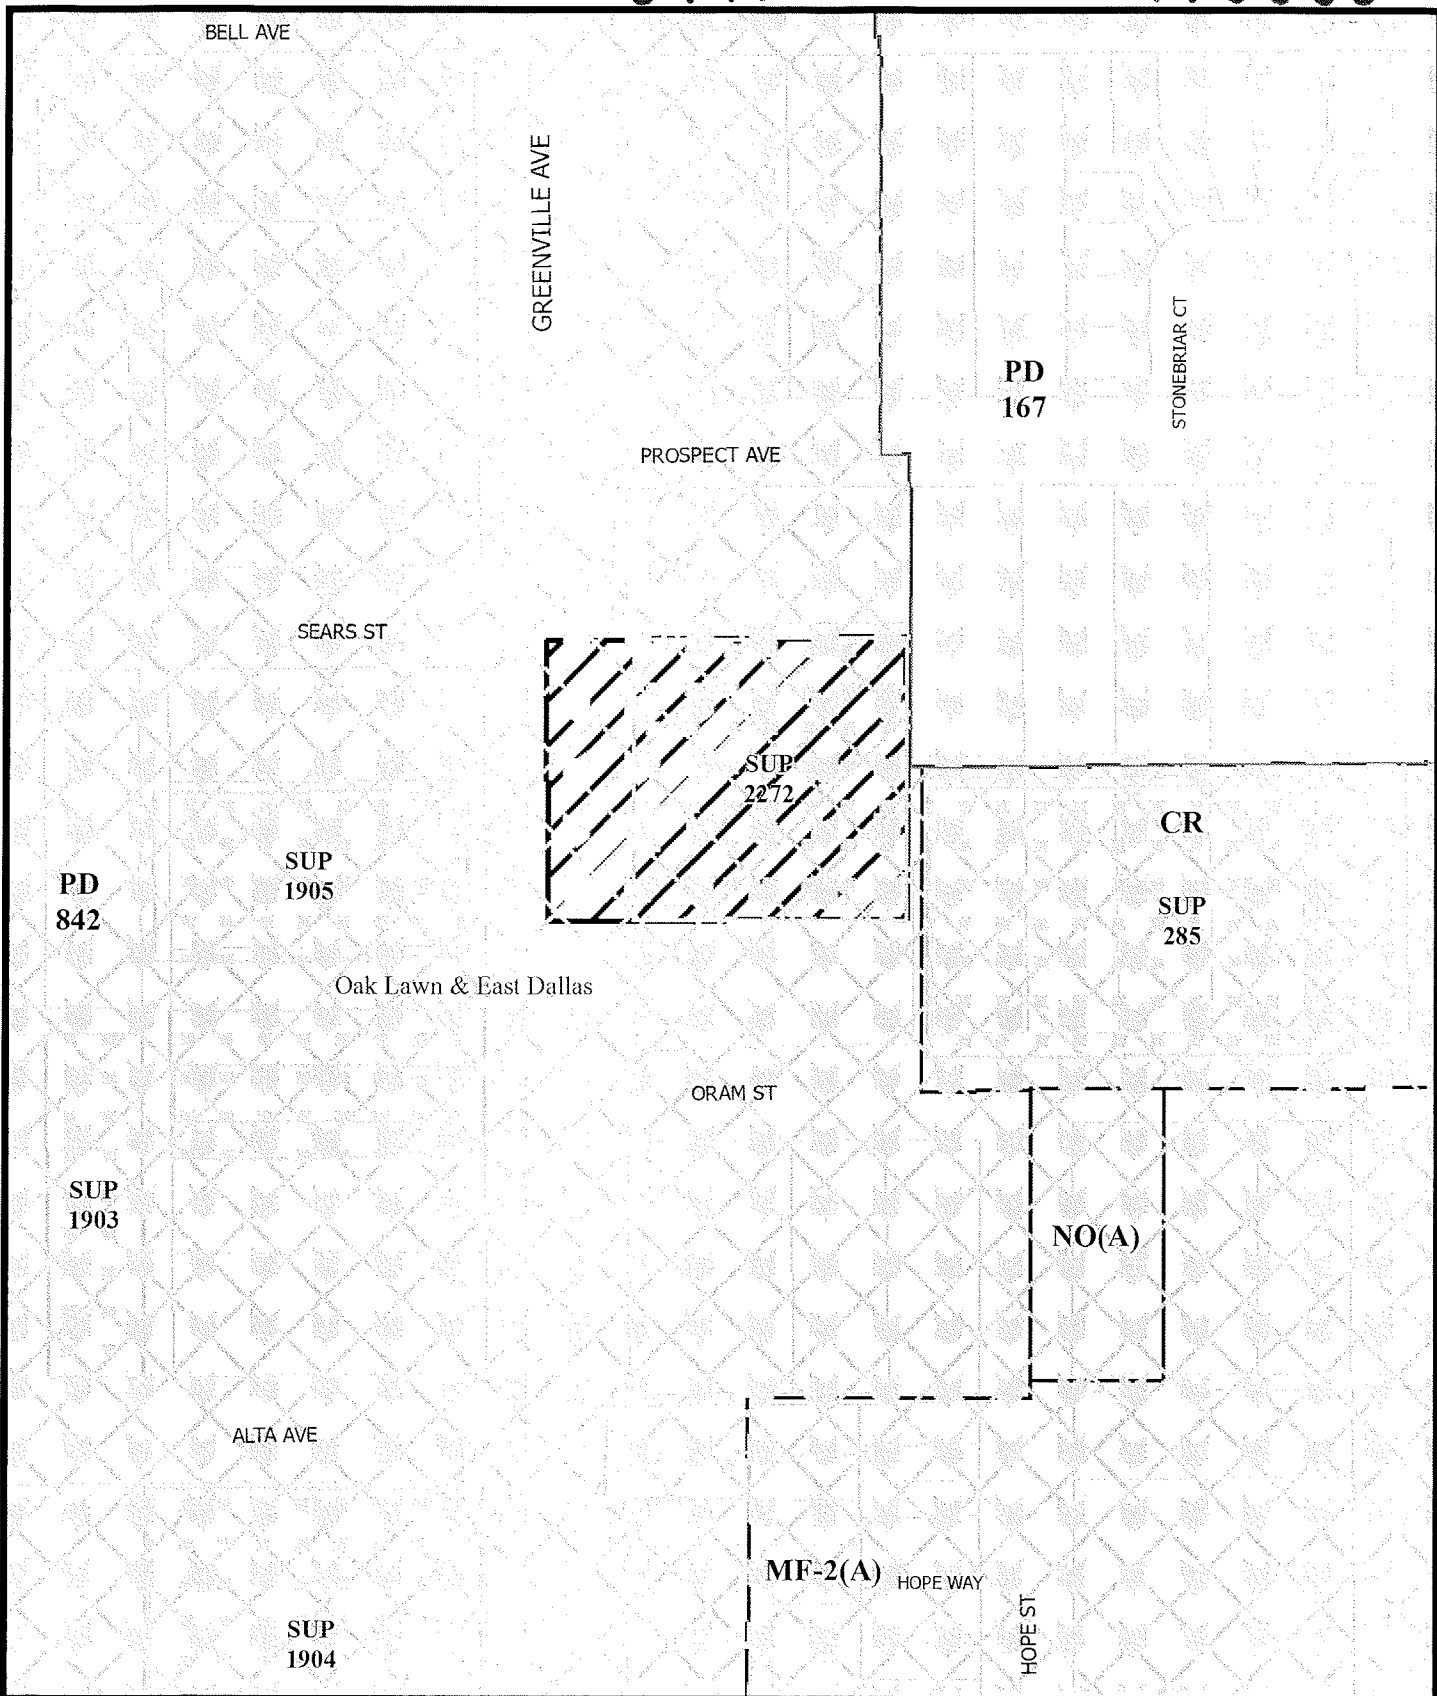 BELL AVE
GREENVILLE AVE
STONEBRIAR CT
PD
167
PROSPECT AVE
SEARS ST
SUP
2272
CR
SUP
1905
PD
842
SUP
285
Oak Lawn & East Dallas
ORAM ST
SUP
1903
NO(A)
ALTA AVE
MF-2(A)
HOPE WAY
HOPE ST
SUP
1904